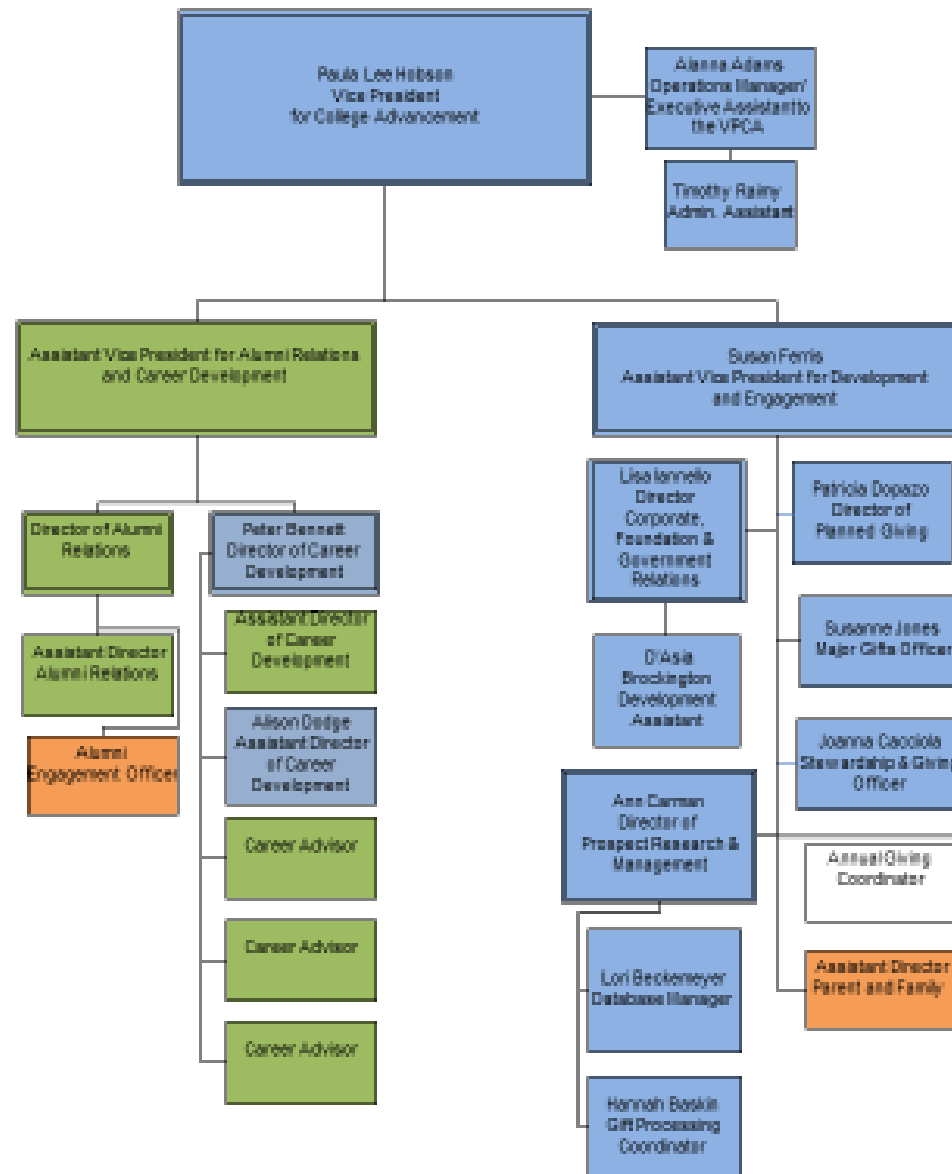 Paula Lee Hobson
Vice President
for College Advancement
Alanna Adams
Operations Manager/
Executive Assistant to
the VPCA
Timothy Raimy
Admin. Assistant
Assistant Vice President for Alumni Relations
and Career Development
Susan Ferris
Assistant Vice President for Development
and Engagement
Director of Alumni
Relations
Peter Bennett
Director of Career
Development
Lisa Iannello
Director
Corporate,
Foundation &
Government
Relations
Patricia Dopazo
Director of
Planned Giving
Assistant Director
Alumni Relations
Assistant Director
of Career
Development
D'Asia
Brockington
Development
Assistant
Susanne Jones
Major Gifts Officer
Alumni
Engagement Officer
Alison Dodge
Assistant Director
of Career
Development
Joanna Cacciola
Stewardship & Giving
Officer
Career Advisor
Ann Carman
Director of
Prospect Research &
Management
Annual Giving
Coordinator
Career Advisor
Lori Beckemeyer
Database Manager
Assistant Director
Parent and Family
Career Advisor
Hannah Baskin
Gift Processing
Coordinator